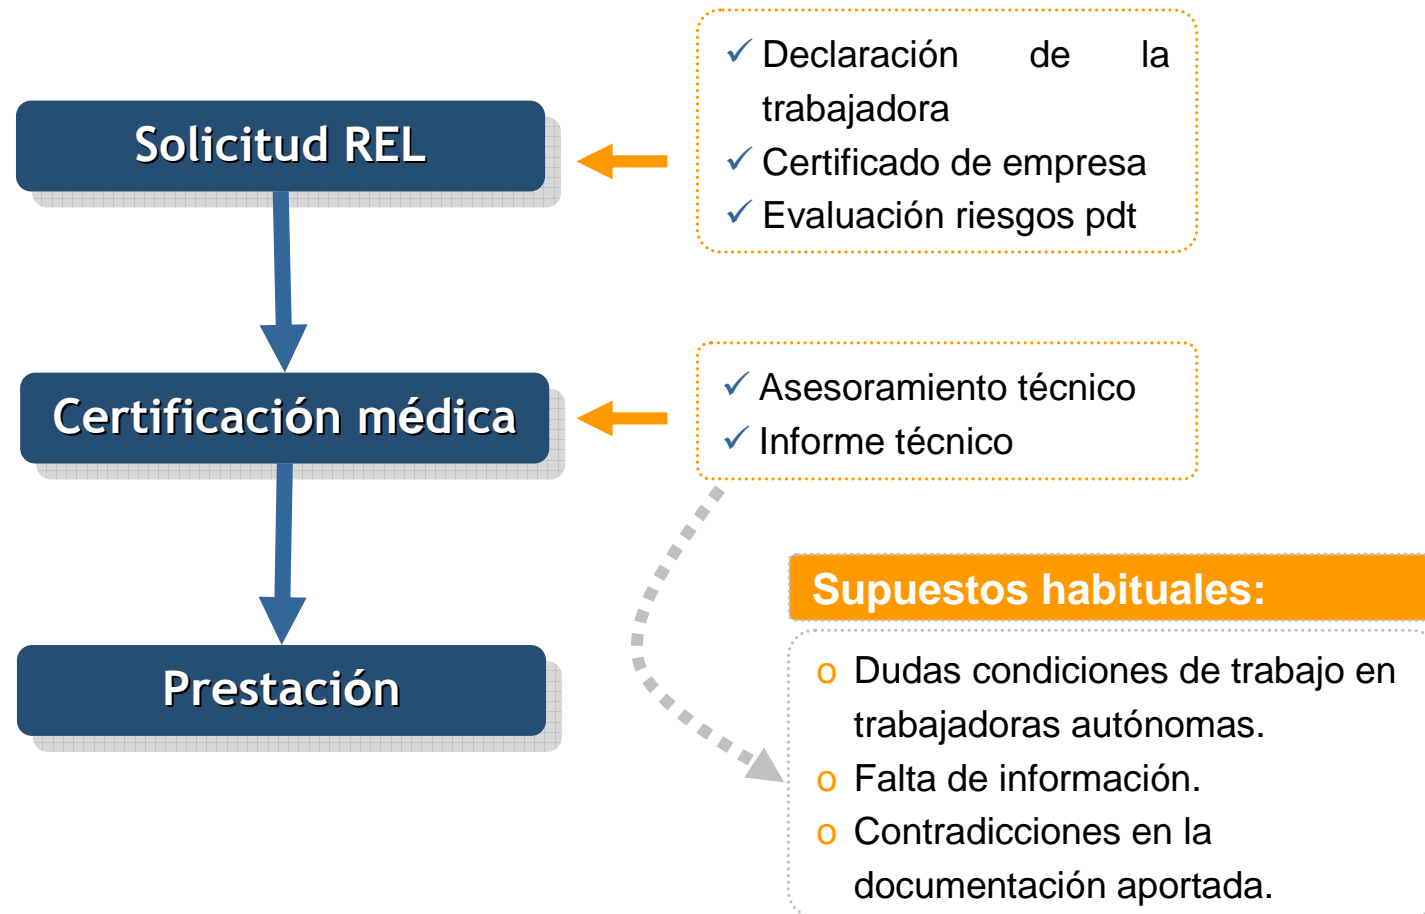 Solicitud REL
✓ Declaración de la
trabajadora
✓ Certificado de empresa
✓ Evaluación riesgos pdt
Certificación médica
✓ Asesoramiento técnico
✓ Informe técnico
Prestación
Supuestos habituales:
o Dudas condiciones de trabajo en
trabajadoras autónomas.
o Falta de información.
o Contradicciones en la
documentación aportada.